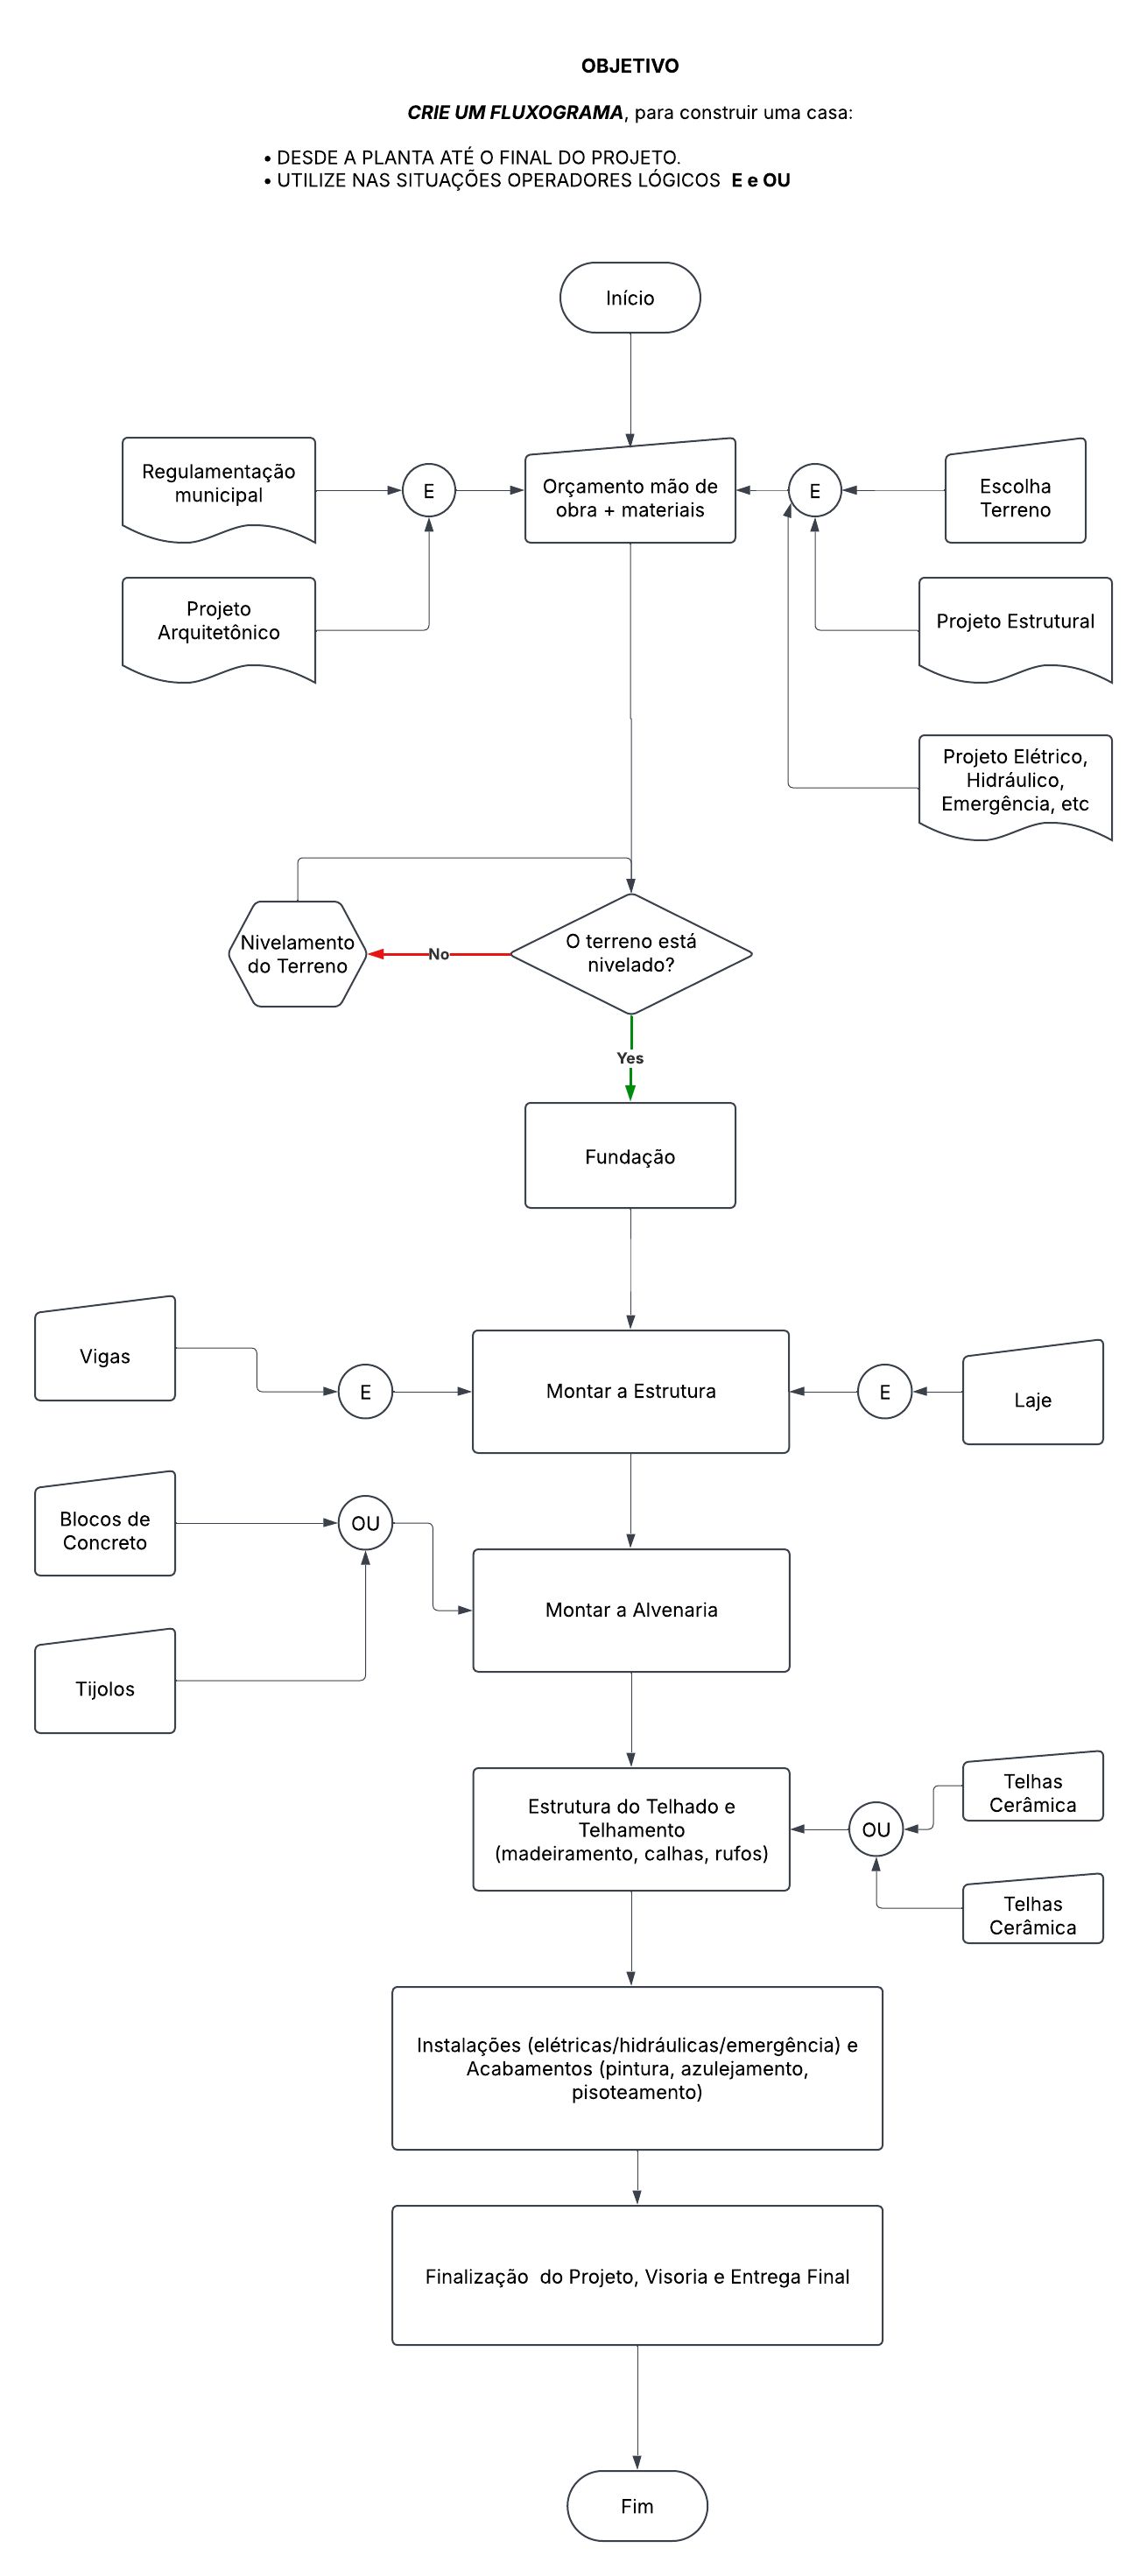 OBJETIVO
CRIE UM FLUXOGRAMA, para construir uma casa:
• DESDE A PLANTA ATÉ O FINAL DO PROJETO.
• UTILIZE NAS SITUAÇÕES OPERADORES LÓGICOS E e OU
Início
Regulamentação
municipal
E
Orçamento mão de
obra + materiais
E
Escolha
Terreno
Projeto
Arquitetônico
Projeto Estrutural
Projeto Elétrico,
Hidráulico,
Emergência, etc
Nivelamento
do Terreno
No
O terreno está
nivelado?
Yes
Fundação
Vigas
E
Montar a Estrutura
E
Laje
Blocos de
Concreto
OU
Montar a Alvenaria
Tijolos
Estrutura do Telhado e
Telhamento
(madeiramento, calhas, rufos)
OU
Telhas
Cerâmica
Telhas
Cerâmica
Instalações (elétricas/hidráulicas/emergência) e
Acabamentos (pintura, azulejamento,
pisoteamento)
Finalização do Projeto, Visoria e Entrega Final
Fim